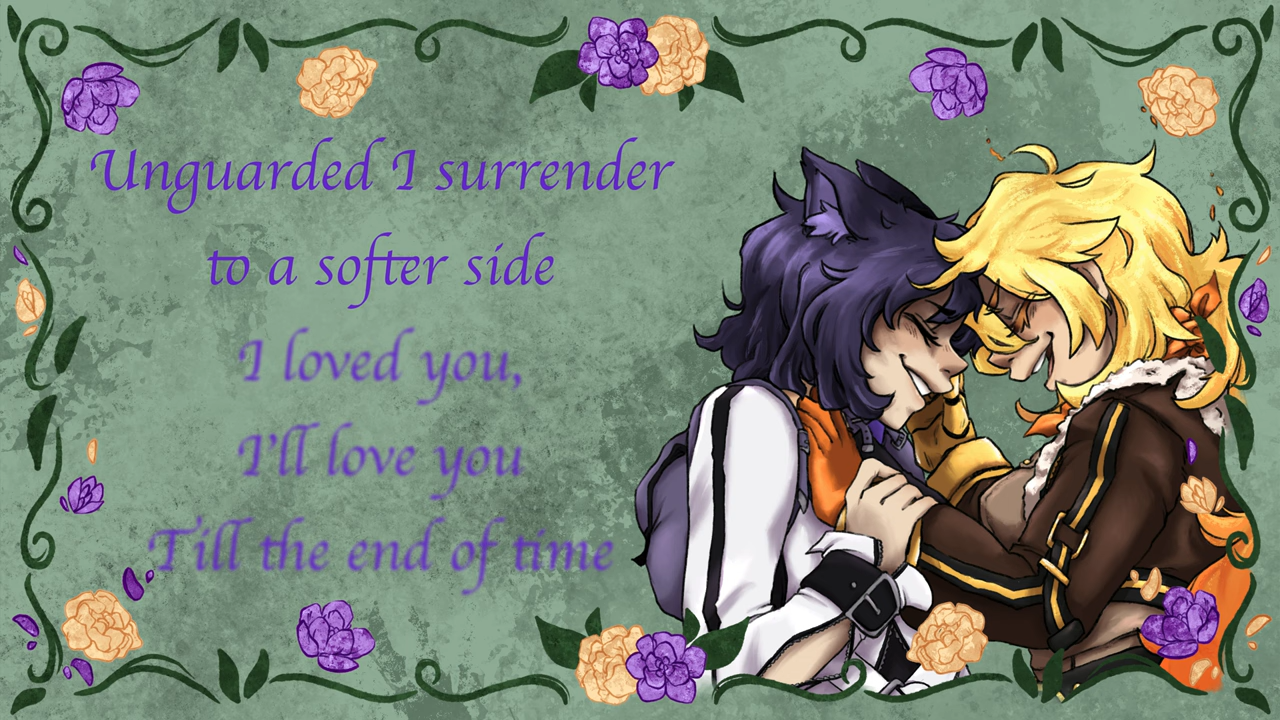 Unguarded I surrender
to a softer side
I loved you,
I'll love you
Till the end of time